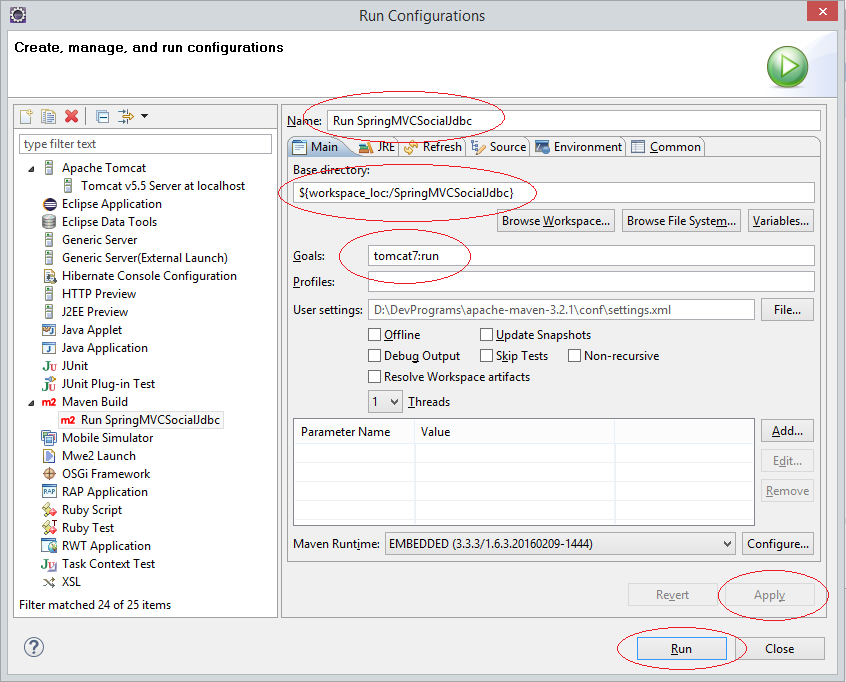 Run Configurations
Create, manage, and run configurations
type filter text
Apache Tomcat
Tomcat v5.5 Server at localhost
Eclipse Application
Eclipse Data Tools
Generic Server
Generic Server(External Launch)
Hibernate Console Configuration
HTTP Preview
J2EE Preview
Java Applet
Java Application
Ju JUnit
JUnit Plug-in Test
m2 Maven Build
m2 Run SpringMVCSocialJdbc
Mobile Simulator
Mwe2 Launch
OSGi Framework
RAP RAP Application
Ruby Script
Ruby Test
RWT Application
Ju Task Context Test
XSL
Filter matched 24 of 25 items
Name: Run SpringMVCSocialJdbc
Main JRE Refresh Source Environment Common
Base directory:
${workspace_loc:/SpringMVCSocialJdbc}
Browse Workspace... Browse File System... Variables...
Goals: tomcat7:run
Profiles:
User settings: D:\DevPrograms\apache-maven-3.2.1\conf\settings.xml File...
Offline Update Snapshots
Debug Output Skip Tests Non-recursive
Resolve Workspace artifacts
1 Threads
Parameter Name Value
Add...
Edit...
Remove
Maven Runtime: EMBEDDED (3.3.3/1.6.3.20160209-1444) Configure...
Revert Apply
? Run Close